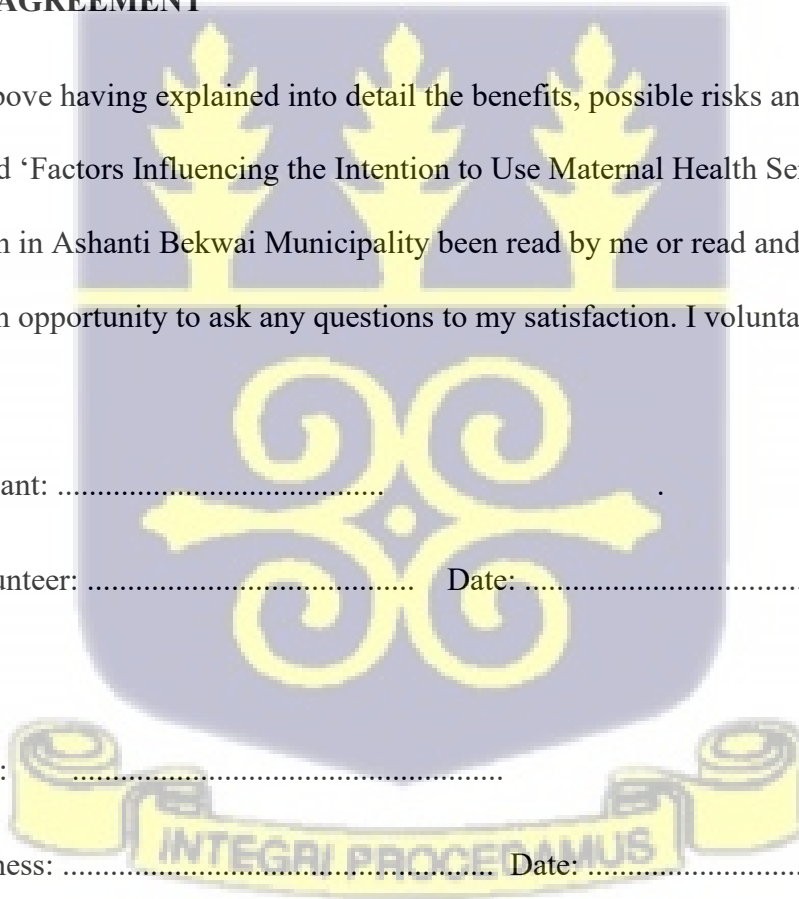 AGREEMENT
bove having explained into detail the benefits, possible risks an
d ‘Factors Influencing the Intention to Use Maternal Health Se
n in Ashanti Bekwai Municipality been read by me or read and
n opportunity to ask any questions to my satisfaction. I volunta
ant: ......................................... .
unteer: ......................................... Date: ...................................
: ......................................................
ness: ...................................................... Date: ...........................
INTEGRI PROCEDAMUS